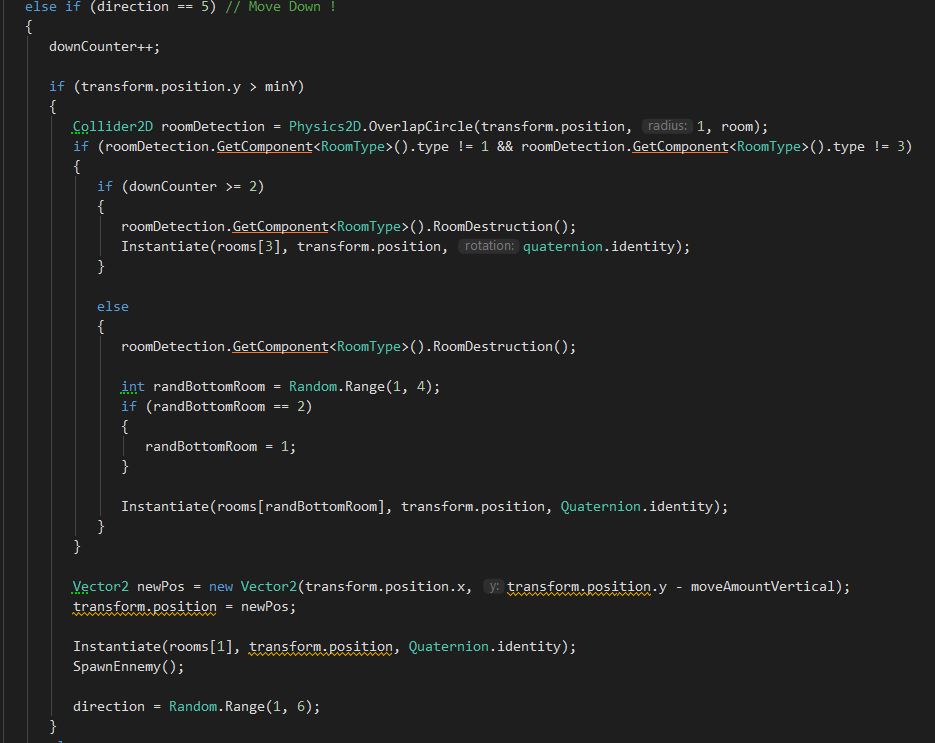 else if (direction == 5) // Move Down !
{
downCounter++;
if (transform.position.y > minY)
{
Collider2D roomDetection = Physics2D.OverlapCircle(transform.position, radius: 1, room);
if (roomDetection.GetComponent<RoomType>().type != 1 && roomDetection.GetComponent<RoomType>().type != 3)
{
if (downCounter >= 2)
{
roomDetection.GetComponent<RoomType>().RoomDestruction();
Instantiate(rooms[3], transform.position, rotation: quaternion.identity);
}
else
{
roomDetection.GetComponent<RoomType>().RoomDestruction();
int randBottomRoom = Random.Range(1, 4);
if (randBottomRoom == 2)
{
randBottomRoom = 1;
}
Instantiate(rooms[randBottomRoom], transform.position, Quaternion.identity);
}
}
Vector2 newPos = new Vector2(transform.position.x, y: transform.position.y - moveAmountVertical);
transform.position = newPos;
Instantiate(rooms[1], transform.position, Quaternion.identity);
SpawnEnnemy();
direction = Random.Range(1, 6);
}